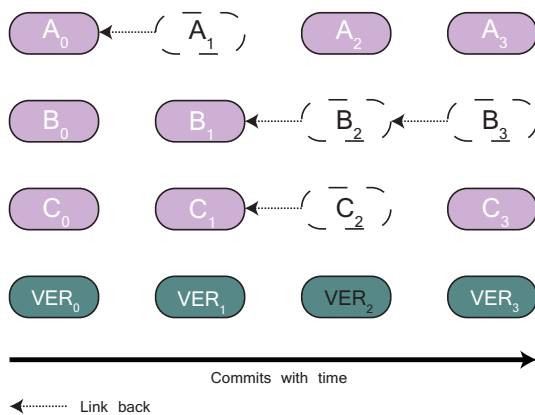 A₀ A₁ A₂ A₃
B₀ B₁ B₂ B₃
C₀ C₁ C₂ C₃
VER₀ VER₁ VER₂ VER₃
Commits with time
Link back